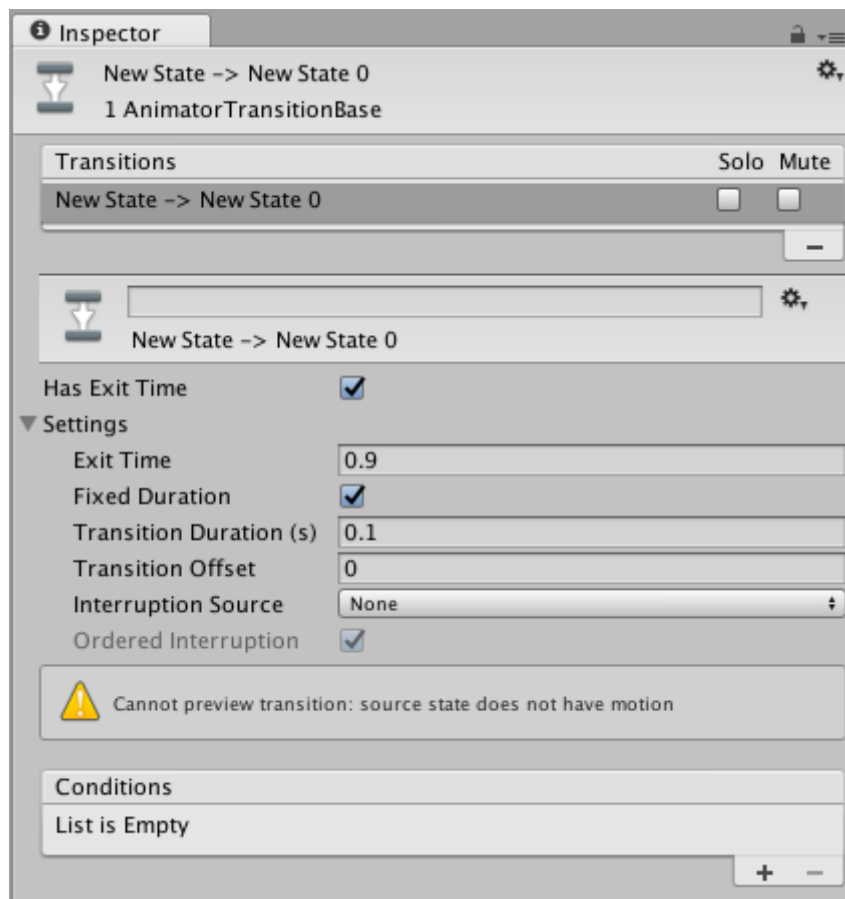 Inspector
New State -> New State 0
1 AnimatorTransitionBase
Transitions Solo Mute
New State -> New State 0
New State -> New State 0
Has Exit Time
Settings
Exit Time 0.9
Fixed Duration
Transition Duration (s) 0.1
Transition Offset 0
Interruption Source None
Ordered Interruption
Cannot preview transition: source state does not have motion
Conditions
List is Empty